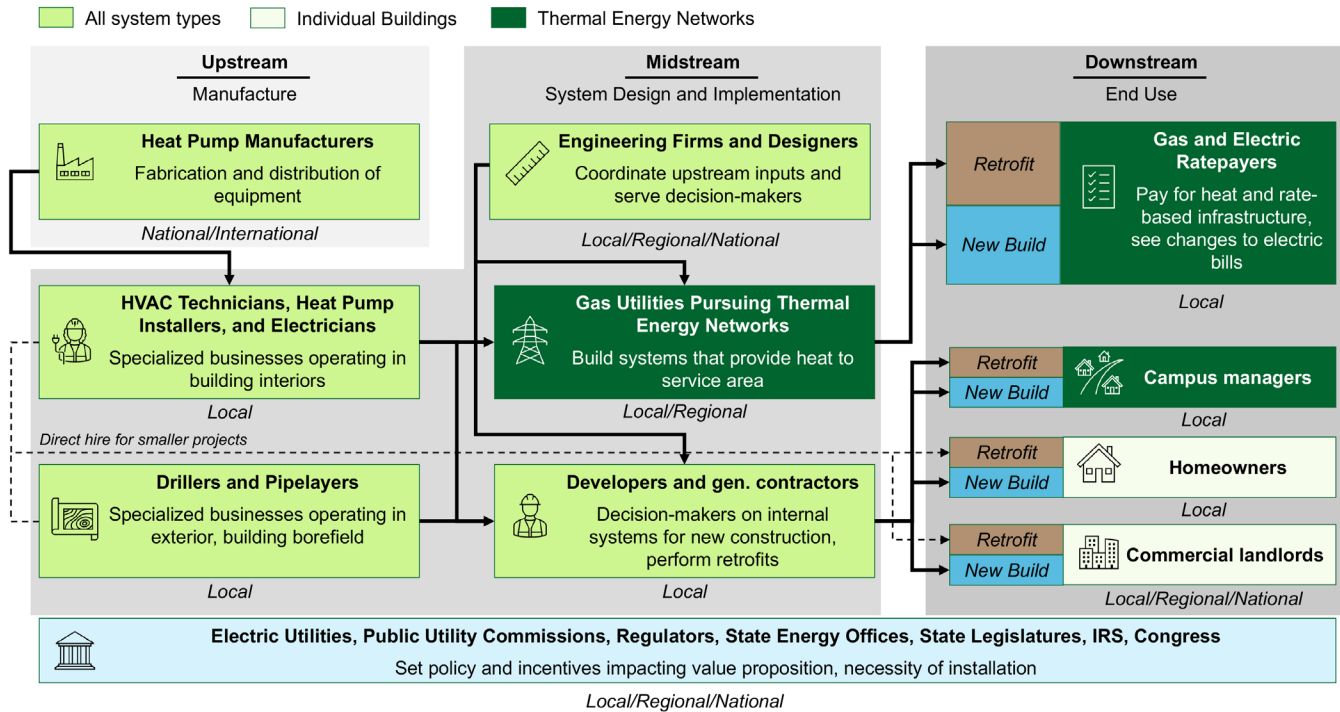 All system types
Individual Buildings
Thermal Energy Networks
Upstream
Manufacture
Heat Pump Manufacturers
Fabrication and distribution of
equipment
National/International
Midstream
System Design and Implementation
Engineering Firms and Designers
Coordinate upstream inputs and
serve decision-makers
Local/Regional/National
HVAC Technicians, Heat Pump
Installers, and Electricians
Specialized businesses operating in
building interiors
Local
Gas Utilities Pursuing Thermal
Energy Networks
Build systems that provide heat to
service area
Local/Regional
Direct hire for smaller projects
Drillers and Pipelayers
Specialized businesses operating in
exterior, building borefield
Local
Developers and gen. contractors
Decision-makers on internal
systems for new construction,
perform retrofits
Local
Downstream
End Use
Retrofit
New Build
Gas and Electric
Ratepayers
Pay for heat and rate-
based infrastructure,
see changes to electric
bills
Local
Retrofit
New Build
Campus managers
Local
Retrofit
New Build
Homeowners
Local
Retrofit
New Build
Commercial landlords
Local/Regional/National
Electric Utilities, Public Utility Commissions, Regulators, State Energy Offices, State Legislatures, IRS, Congress
Set policy and incentives impacting value proposition, necessity of installation
Local/Regional/National